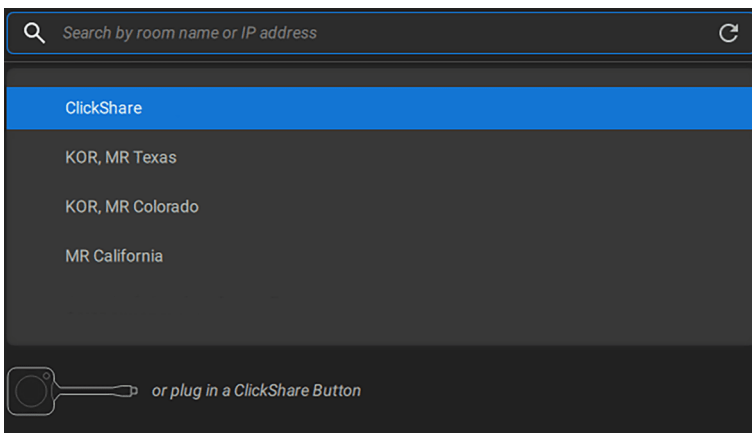 Search by room name or IP address
ClickShare
KOR, MR Texas
KOR, MR Colorado
MR California
or plug in a ClickShare Button